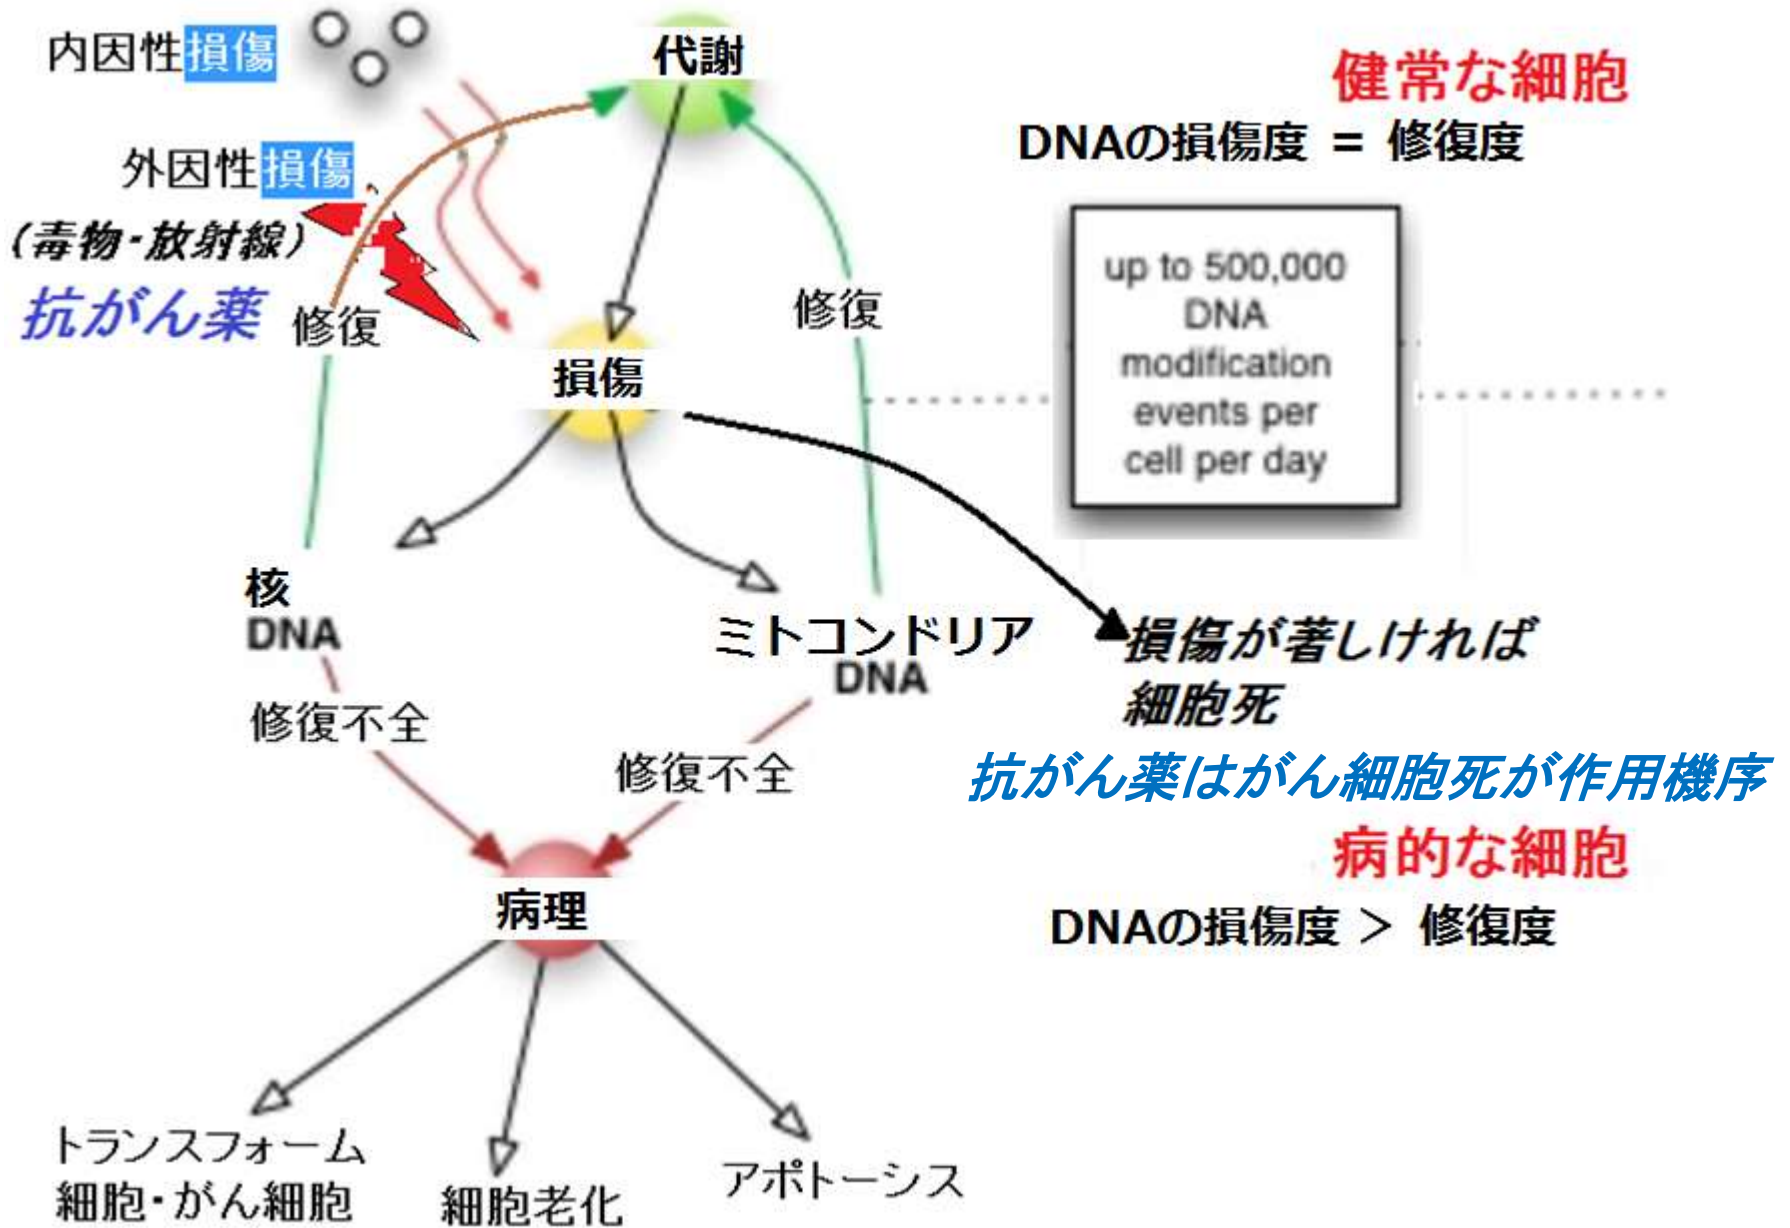 内因性損傷
代謝
健常な細胞
DNAの損傷度 = 修復度
外因性損傷
(毒物・放射線)
抗がん薬
修復
修復
up to 500,000
DNA
modification
events per
cell per day
損傷
核
DNA
ミトコンドリア
DNA
損傷が著しければ
細胞死
修復不全
修復不全
抗がん薬はがん細胞死が作用機序
病的な細胞
DNAの損傷度 > 修復度
病理
トランスフォーム
細胞・がん細胞
細胞老化
アポトーシス